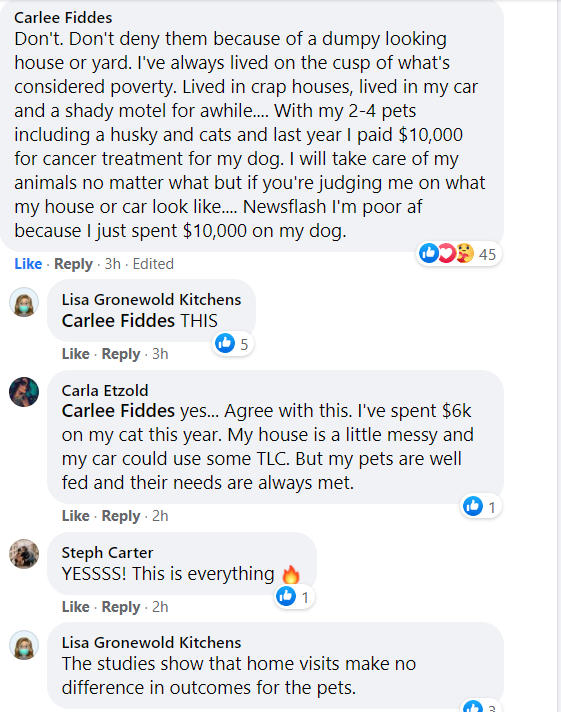 Carlee Fiddes
Don't. Don't deny them because of a dumpy looking
house or yard. I've always lived on the cusp of what's
considered poverty. Lived in crap houses, lived in my car
and a shady motel for awhile.... With my 2-4 pets
including a husky and cats and last year I paid $10,000
for cancer treatment for my dog. I will take care of my
animals no matter what but if you're judging me on what
my house or car look like.... Newsflash I'm poor af
because I just spent $10,000 on my dog.
45
Like · Reply · 3h · Edited
Lisa Gronewold Kitchens
Carlee Fiddes THIS
5
Like · Reply · 3h
Carla Etzold
Carlee Fiddes yes... Agree with this. I've spent $6k
on my cat this year. My house is a little messy and
my car could use some TLC. But my pets are well
fed and their needs are always met.
1
Like · Reply · 2h
Steph Carter
YESSSS! This is everything 🔥
1
Like · Reply · 2h
Lisa Gronewold Kitchens
The studies show that home visits make no
difference in outcomes for the pets.
3